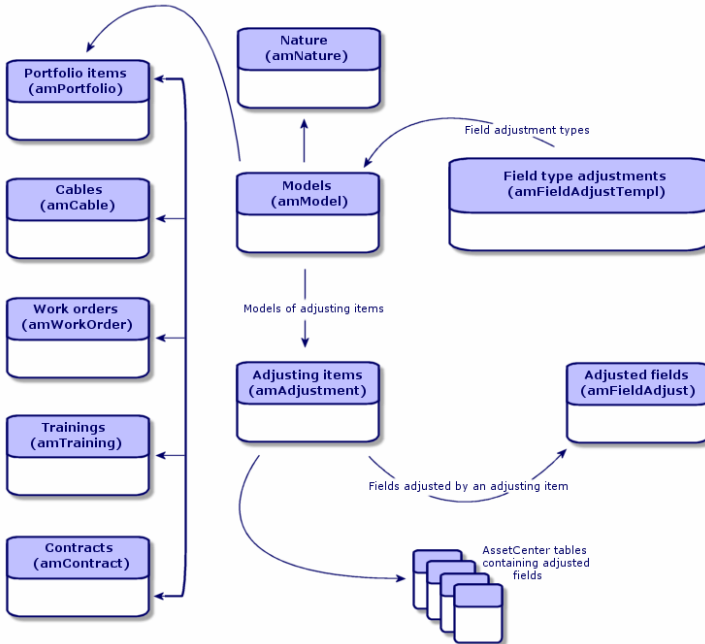 Nature
(amNature)
Portfolio items
(amPortfolio)
Field adjustment types
Cables
(amCable)
Models
(amModel)
Field type adjustments
(amFieldAdjustTempl)
Models of adjusting items
Work orders
(amWorkOrder)
Adjusting items
(amAdjustment)
Adjusted fields
(amFieldAdjust)
Trainings
(amTraining)
Fields adjusted by an adjusting item
Contracts
(amContract)
AssetCenter tables
containing adjusted
fields